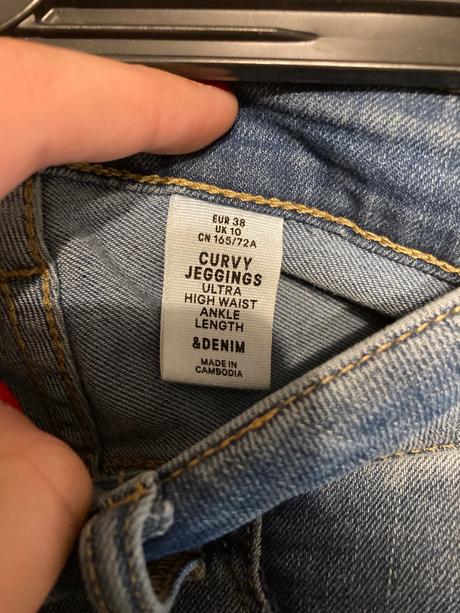 EUR 38
UK 10
CN 165/72A
CURVY
JEGGINGS
ULTRA
HIGH WAIST
ANKLE
LENGTH
&DENIM
MADE IN
CAMBODIA